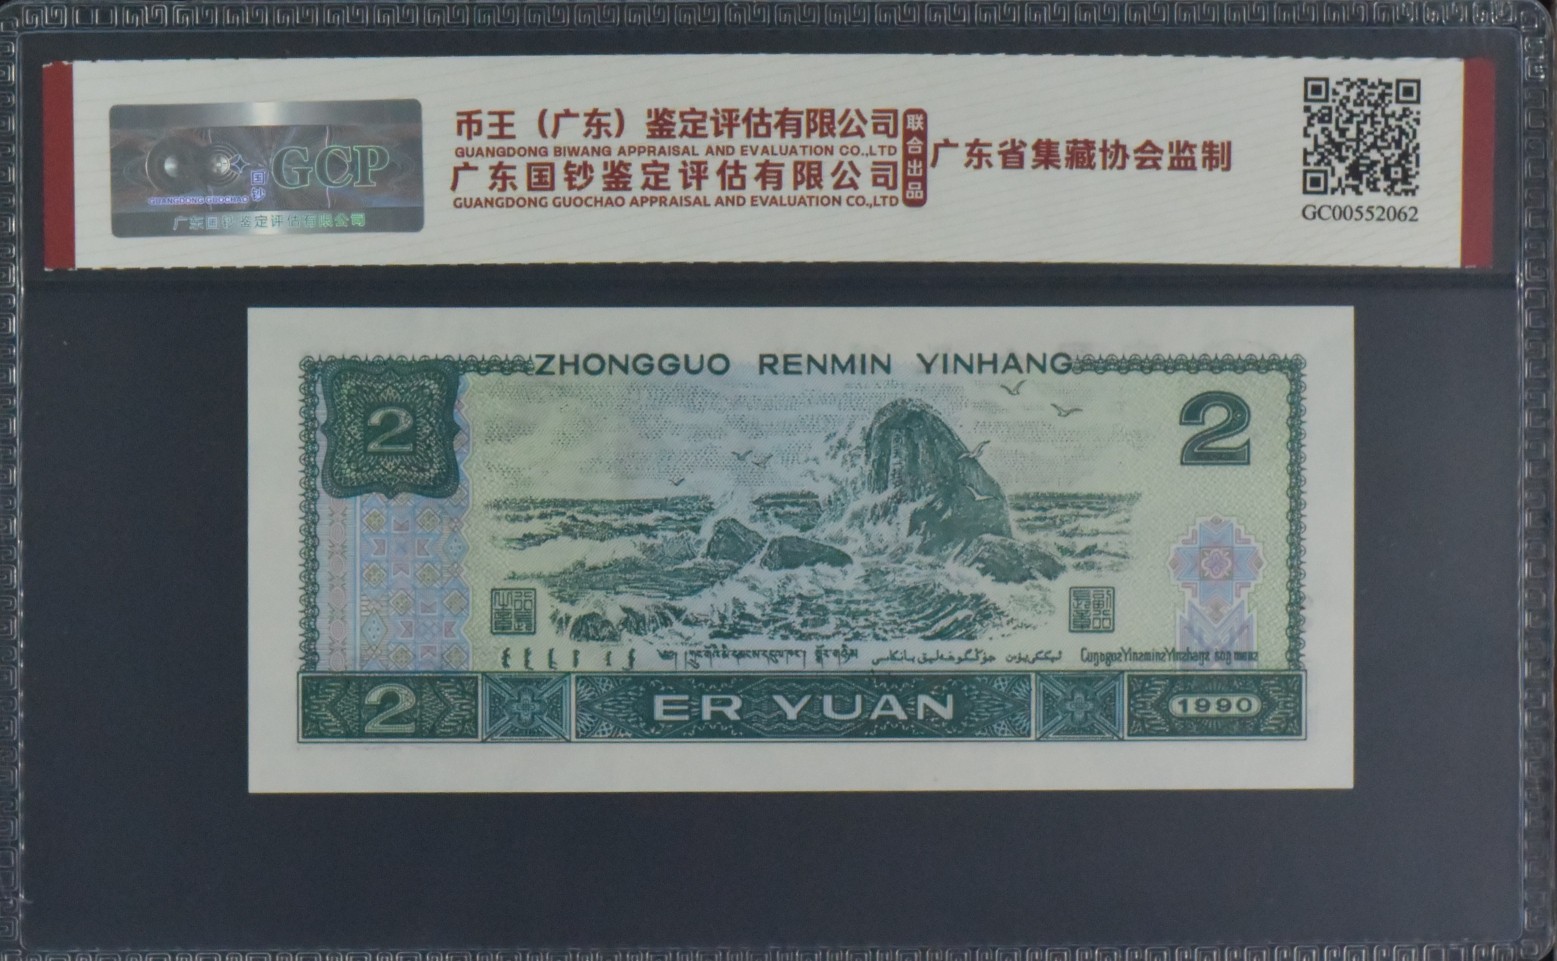 币王（广东）鉴定评估有限公司
GUANGDONG BIWANG APPRAISAL AND EVALUATION CO.,LTD
广东国钞鉴定评估有限公司
GUANGDONG GUOCHAO APPRAISAL AND EVALUATION CO.,LTD
联合出品
广东省集藏协会监制
GC00552062
国钞
GCP
GUANGDONG GUOCHAO
广东国钞鉴定评估有限公司
ZHONGGUO RENMIN YINHANG
2
2
2
ER YUAN
1990